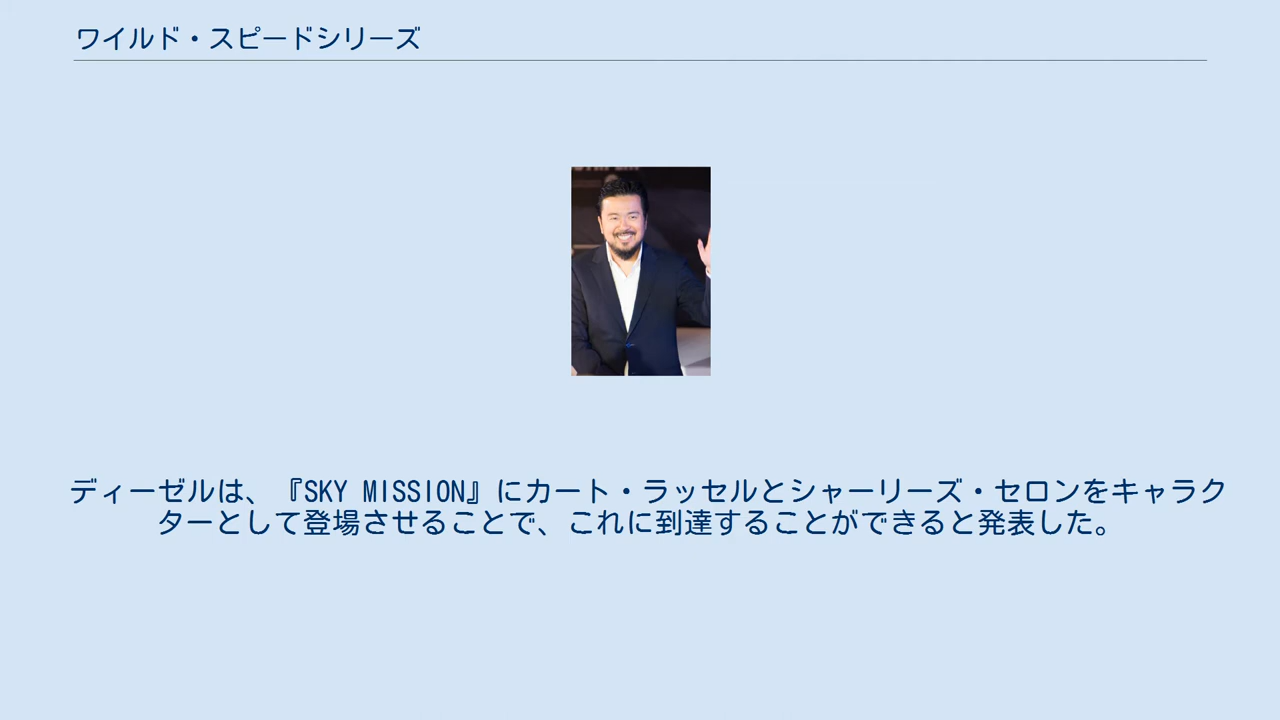 ワイルド・スピードシリーズ
ディーゼルは、『SKY MISSION』にカート・ラッセルとシャーリーズ・セロンをキャラク
ターとして登場させることで、これに到達することができると発表した。